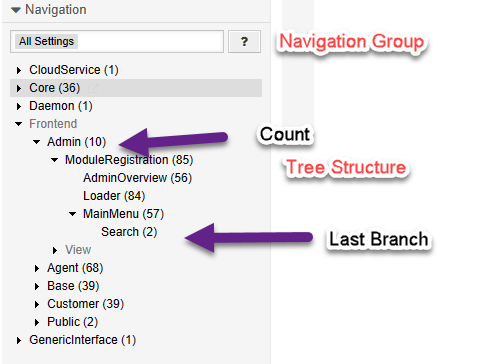 Navigation
All Settings
?
Navigation Group
CloudService (1)
Core (36)
Daemon (1)
Frontend
Admin (10)
Count
ModuleRegistration (85)
Tree Structure
AdminOverview (56)
Loader (84)
MainMenu (57)
Search (2)
Last Branch
View
Agent (68)
Base (39)
Customer (39)
Public (2)
GenericInterface (1)